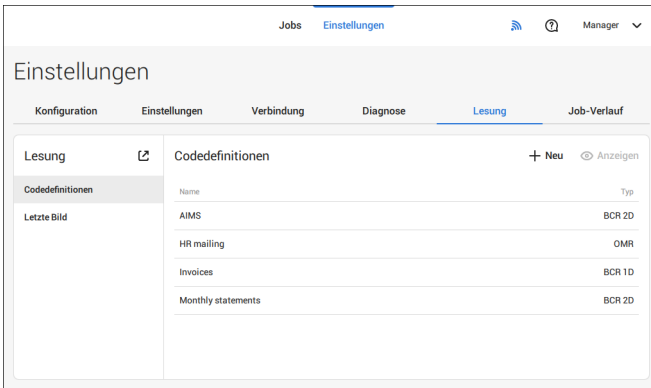 Jobs Einstellungen Manager
Einstellungen
Konfiguration Einstellungen Verbindung Diagnose Lesung Job-Verlauf
Lesung Codedefinitionen Neu Anzeigen
Codedefinitionen Name Typ
Letzte Bild AIMS BCR 2D
HR mailing OMR
Invoices BCR 1D
Monthly statements BCR 2D